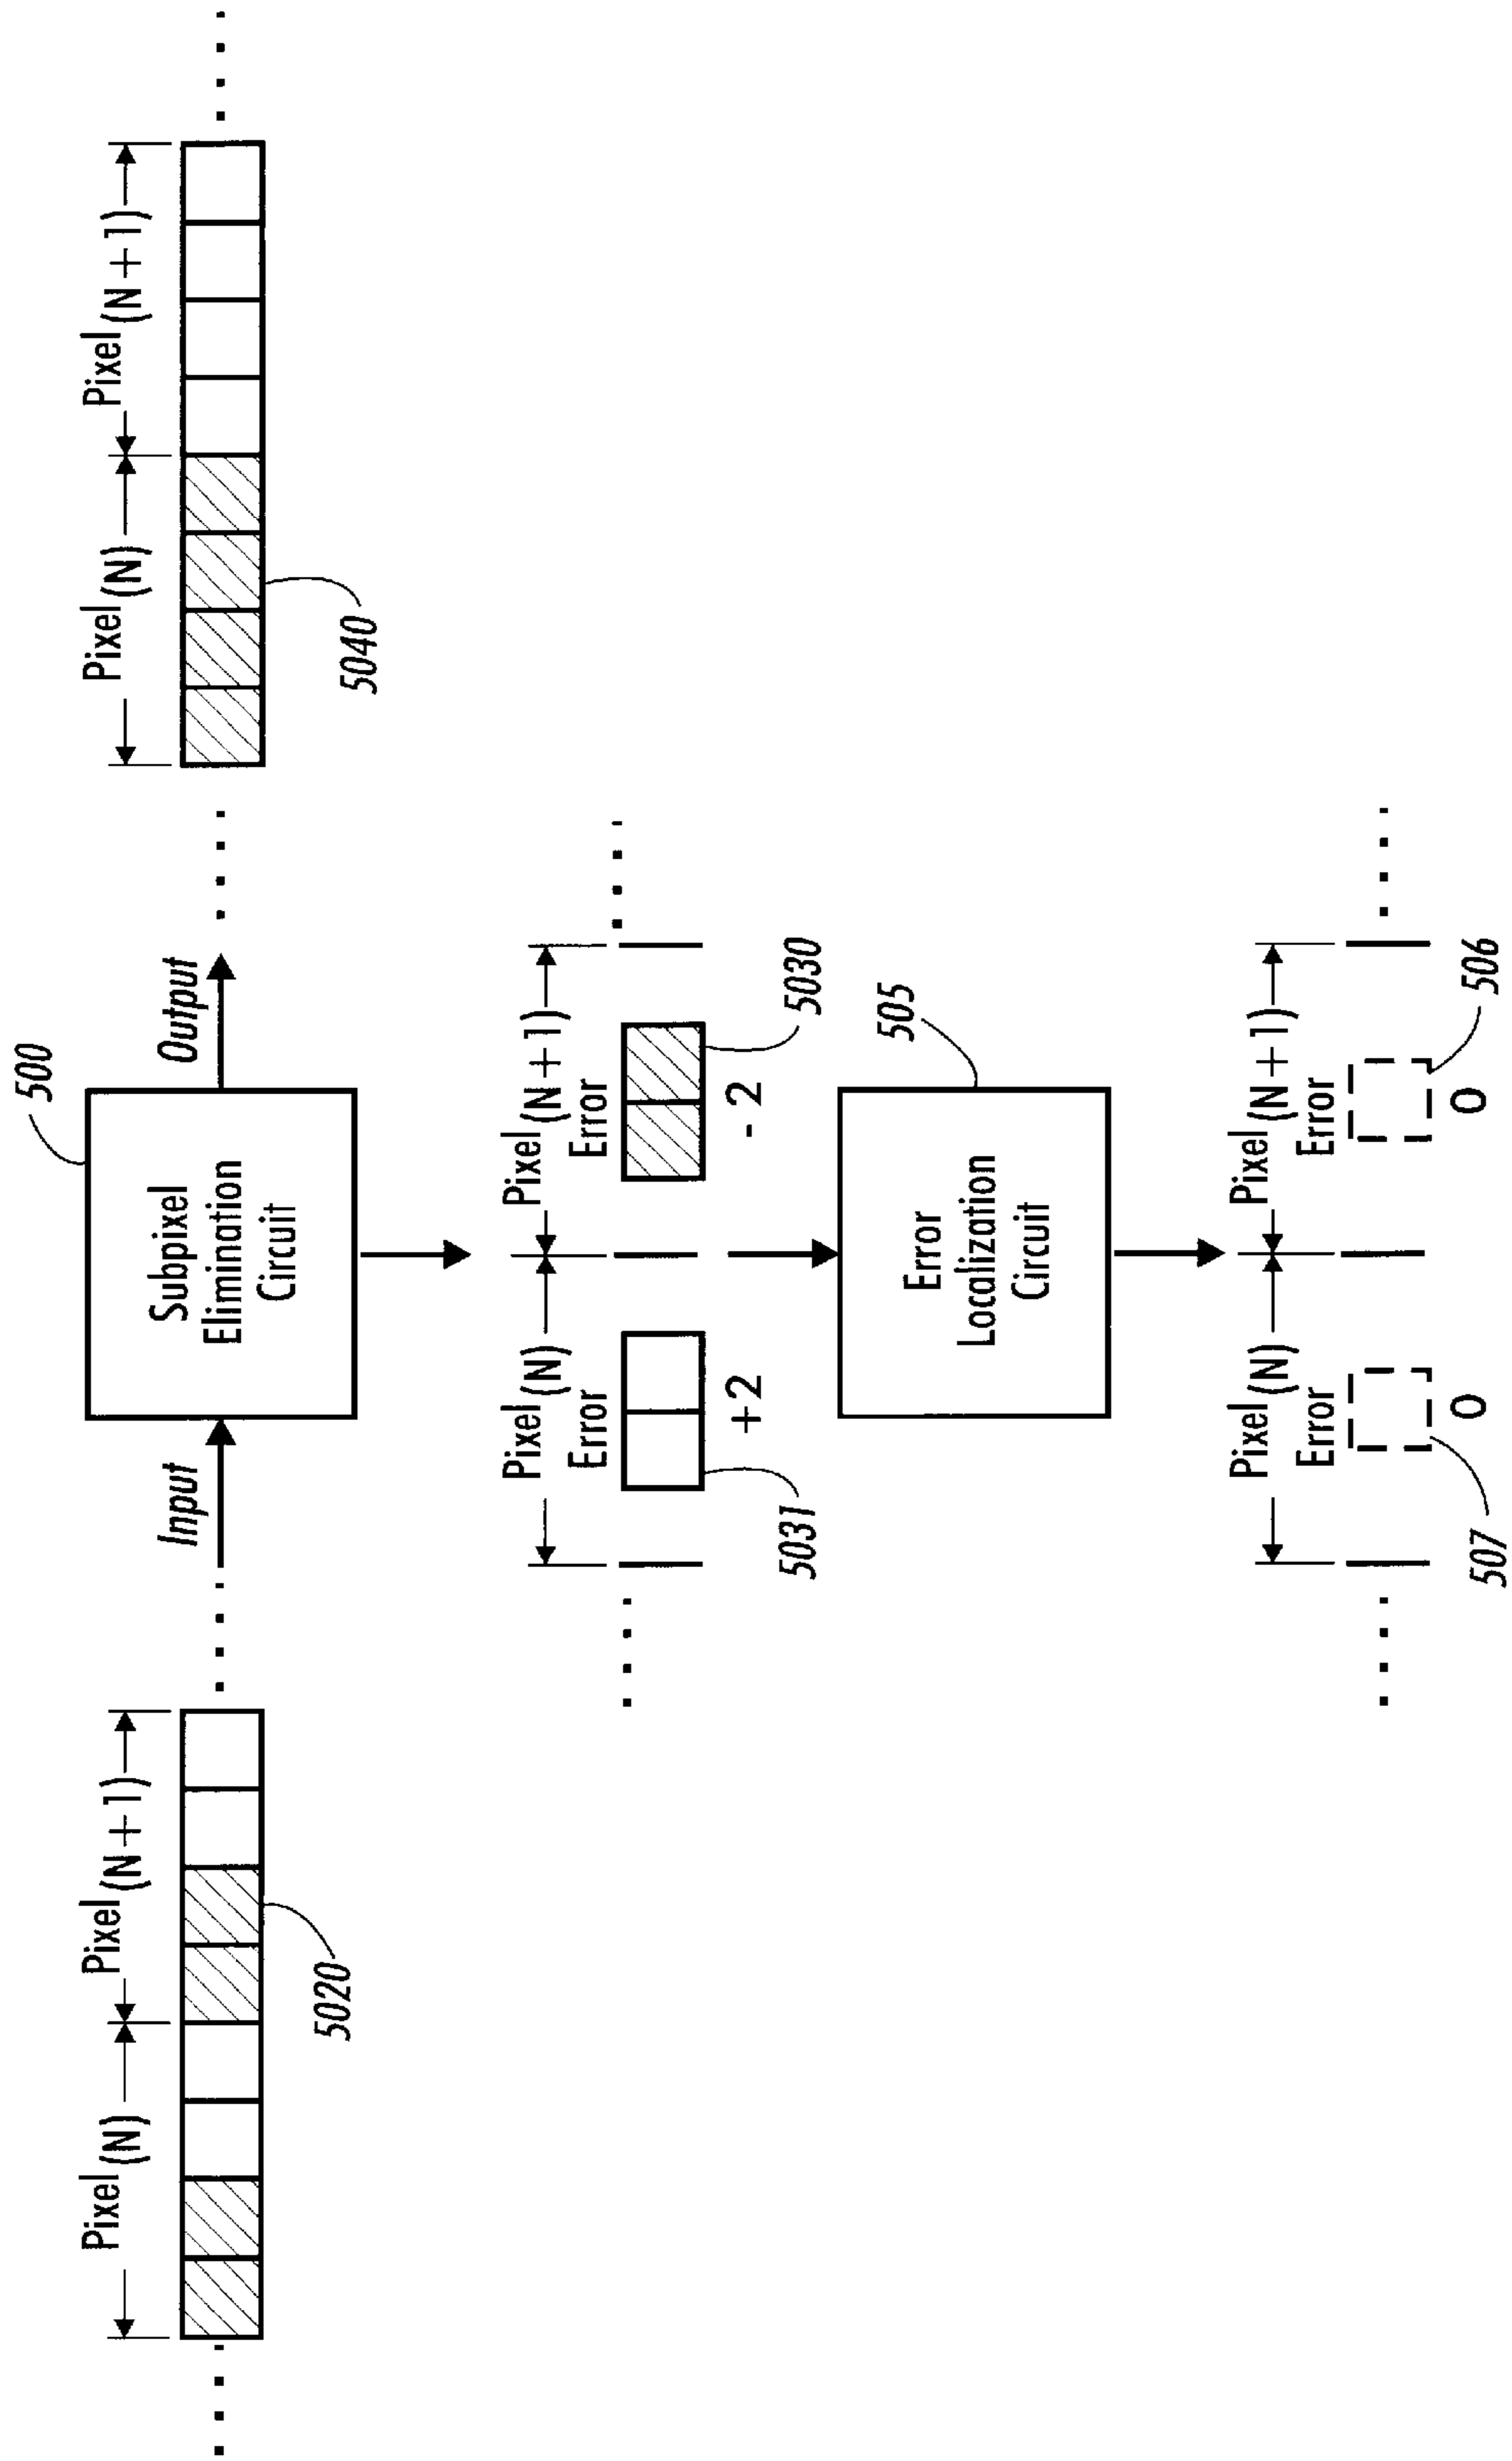 Pixel(N)
Pixel(N+1)
5020
Input
Subpixel
Elimination
Circuit
500
Output
Pixel(N)
Pixel(N+1)
5040
Pixel(N)
Error
+2
5031
Pixel(N+1)
Error
- 2
5030
Error
Localization
Circuit
505
Pixel(N)
Error
0
507
Pixel(N+1)
Error
0
506